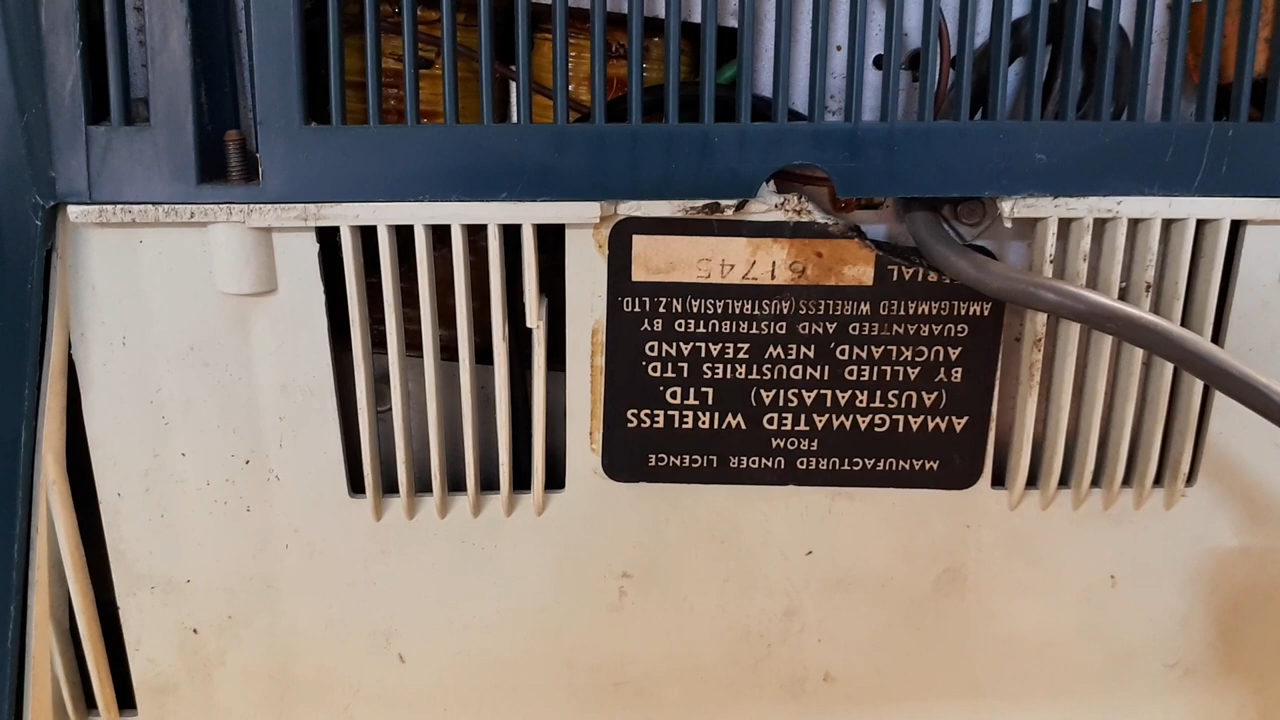 MANUFACTURED UNDER LICENCE
FROM
AMALGAMATED WIRELESS
(AUSTRALASIA) LTD.
BY ALLIED INDUSTRIES LTD.
AUCKLAND, NEW ZEALAND
GUARANTEED AND DISTRIBUTED BY
AMALGAMATED WIRELESS (AUSTRALASIA) N.Z. LTD.
SERIAL 61745